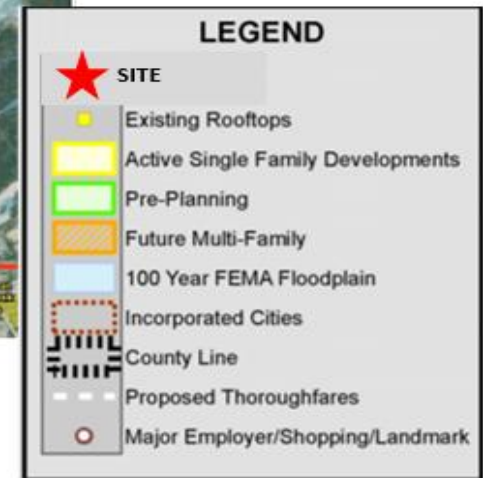 LEGEND
SITE
Existing Rooftops
Active Single Family Developments
Pre-Planning
Future Multi-Family
100 Year FEMA Floodplain
Incorporated Cities
County Line
Proposed Thoroughfares
Major Employer/Shopping/Landmark